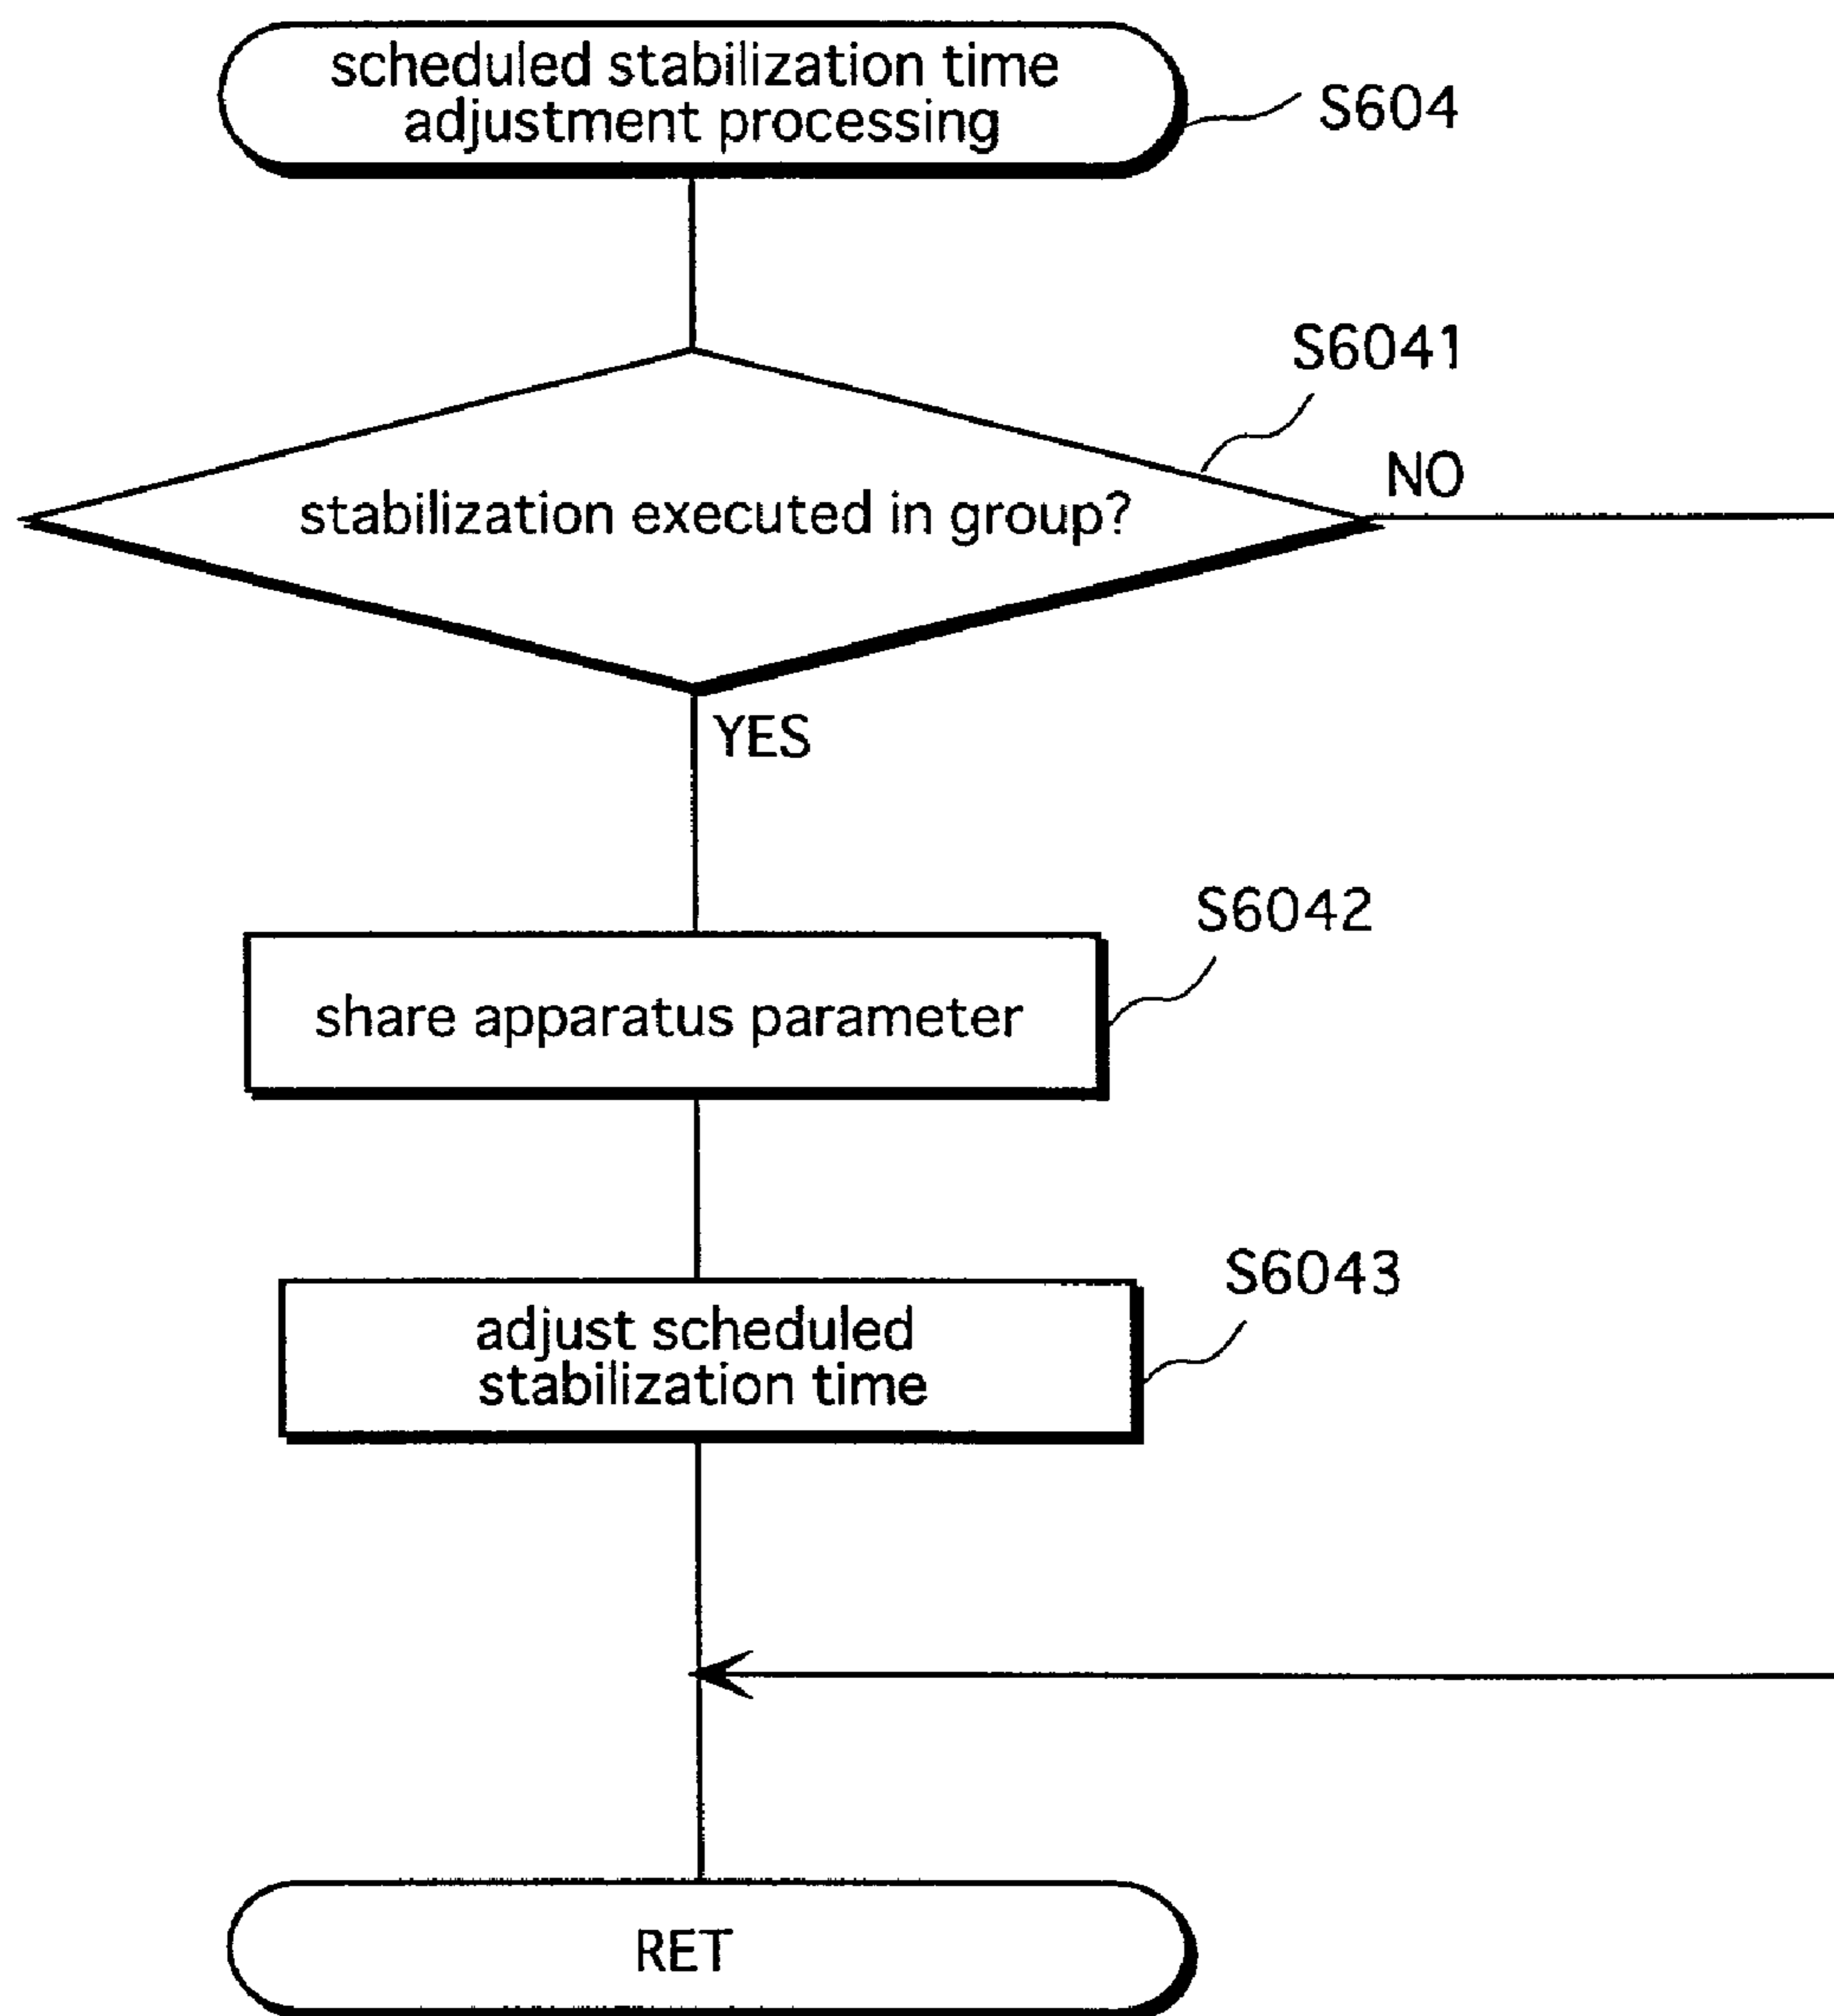 scheduled stabilization time
adjustment processing
S604
S6041
stabilization executed in group?
NO
YES
S6042
share apparatus parameter
S6043
adjust scheduled
stabilization time
RET